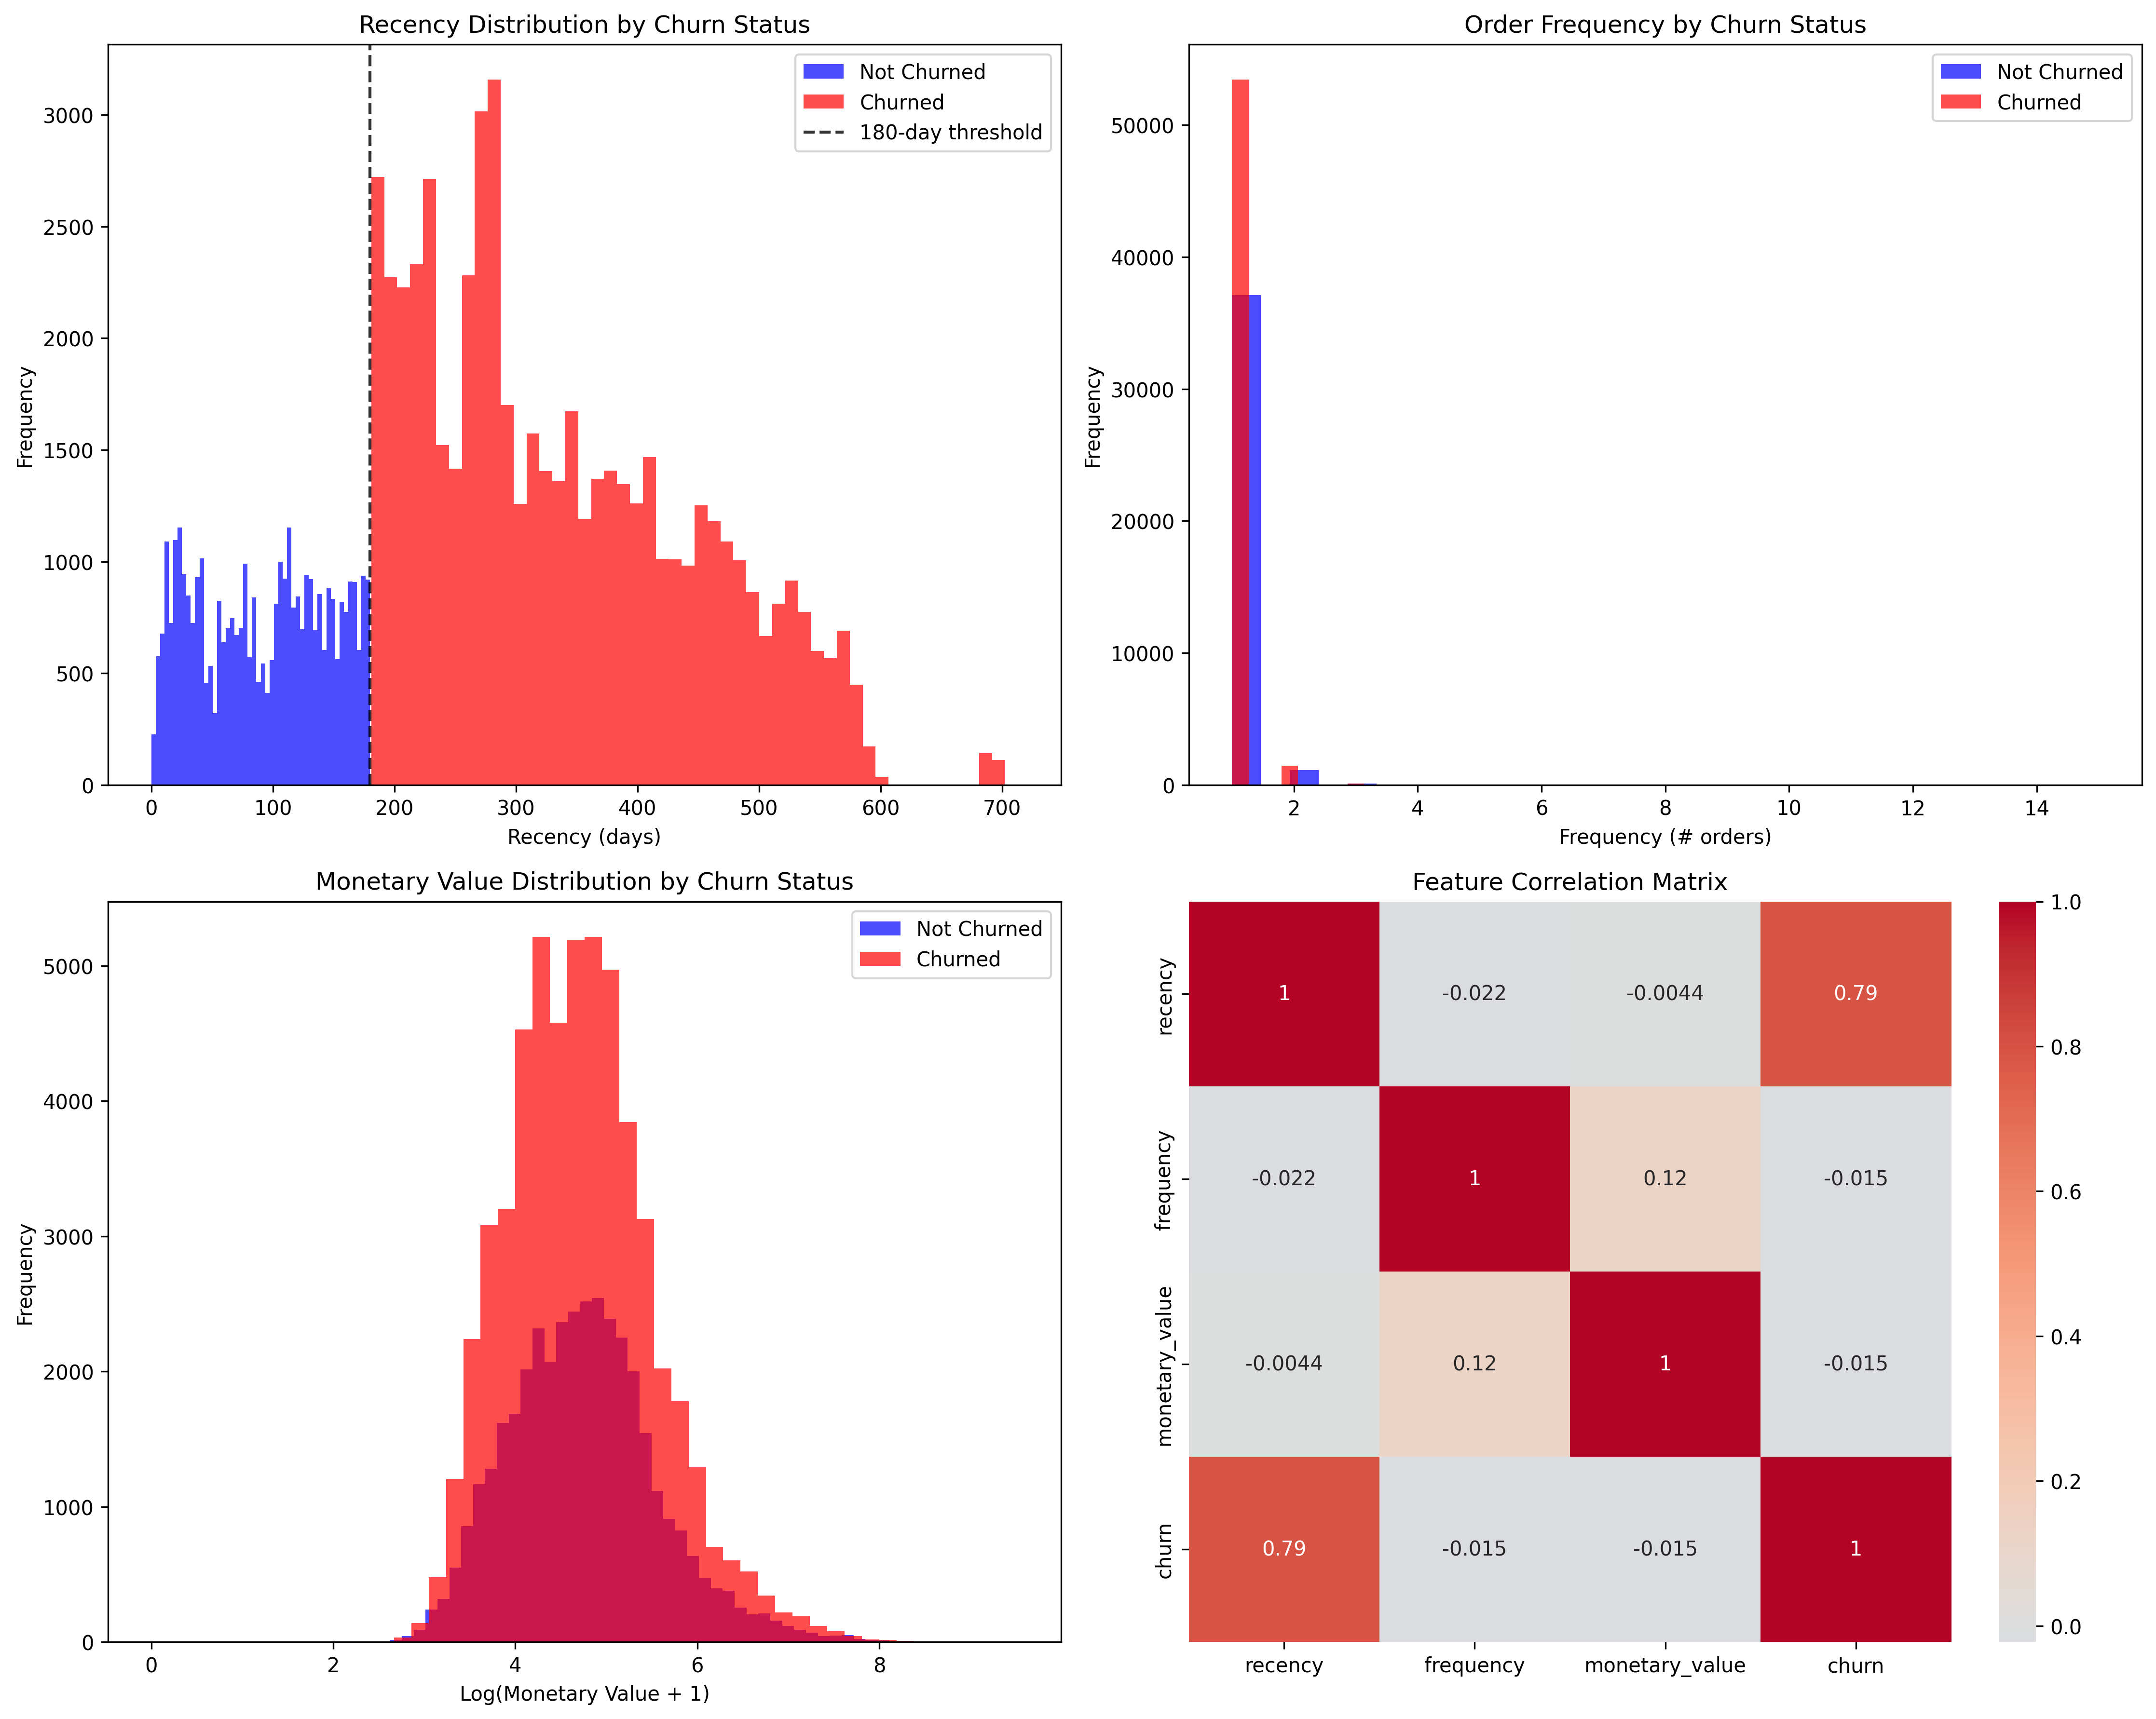 Recency Distribution by Churn Status
Not Churned
Churned
180-day threshold
Frequency
3000
2500
2000
1500
1000
500
0
0 100 200 300 400 500 600 700
Recency (days)
Order Frequency by Churn Status
Not Churned
Churned
Frequency
50000
40000
30000
20000
10000
0
2 4 6 8 10 12 14
Frequency (# orders)
Monetary Value Distribution by Churn Status
Not Churned
Churned
Frequency
5000
4000
3000
2000
1000
0
0 2 4 6 8
Log(Monetary Value + 1)
Feature Correlation Matrix
recency 1 -0.022 -0.0044 0.79
frequency -0.022 1 0.12 -0.015
monetary_value -0.0044 0.12 1 -0.015
churn 0.79 -0.015 -0.015 1
recency frequency monetary_value churn
1.0
0.8
0.6
0.4
0.2
0.0